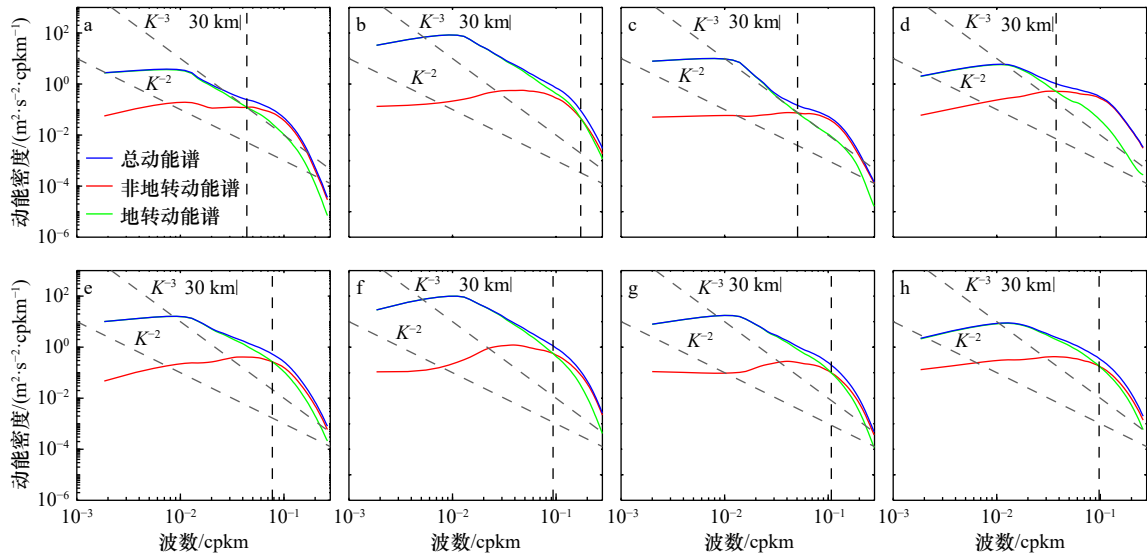 a K⁻³ 30 km|
b K⁻³ 30 km|
c K⁻³ 30 km|
d K⁻³ 30 km|
K⁻²
K⁻²
K⁻²
K⁻²
10²
10⁰
10⁻²
10⁻⁴
10⁻⁶
动能密度/(m²·s⁻²·cpkm⁻¹)
总动能谱
非地转动能谱
地转动能谱
e K⁻³ 30 km|
f K⁻³ 30 km|
g K⁻³ 30 km|
h K⁻³ 30 km|
K⁻²
K⁻²
K⁻²
K⁻²
10²
10⁰
10⁻²
10⁻⁴
10⁻⁶
动能密度/(m²·s⁻²·cpkm⁻¹)
10⁻³ 10⁻² 10⁻¹
10⁻³ 10⁻² 10⁻¹
10⁻³ 10⁻² 10⁻¹
10⁻³ 10⁻² 10⁻¹
波数/cpkm
波数/cpkm
波数/cpkm
波数/cpkm